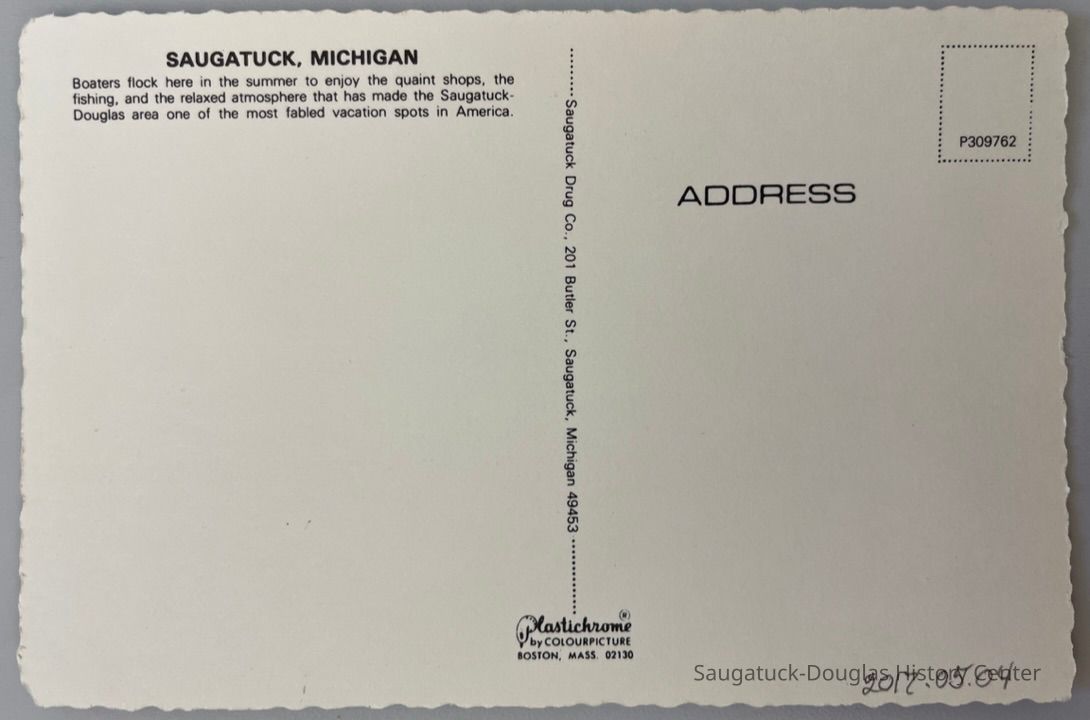 SAUGATUCK, MICHIGAN
Boaters flock here in the summer to enjoy the quaint shops, the
fishing, and the relaxed atmosphere that has made the Saugatuck-
Douglas area one of the most fabled vacation spots in America.
Saugatuck Drug Co., 201 Butler St., Saugatuck, Michigan 49453
P309762
ADDRESS
Plastichrome®
by COLOURPICTURE
BOSTON, MASS. 02130
Saugatuck-Douglas History Center
2017.05.04